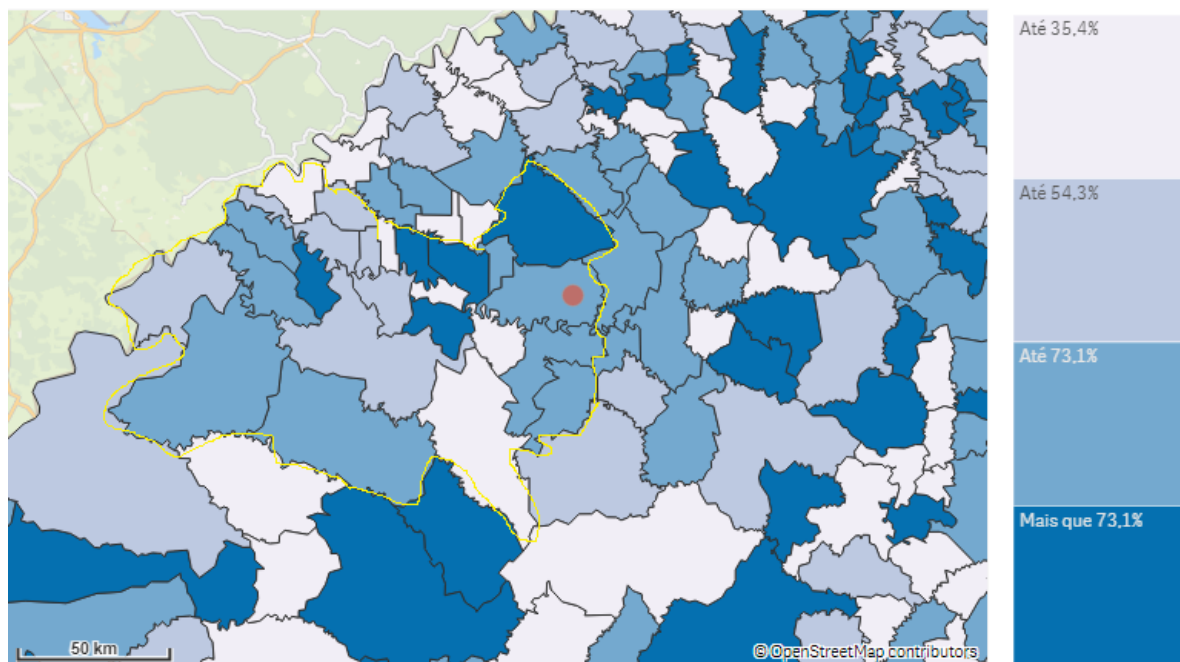 Até 35,4%
Até 54,3%
Até 73,1%
Mais que 73,1%
50 km
© OpenStreetMap contributors